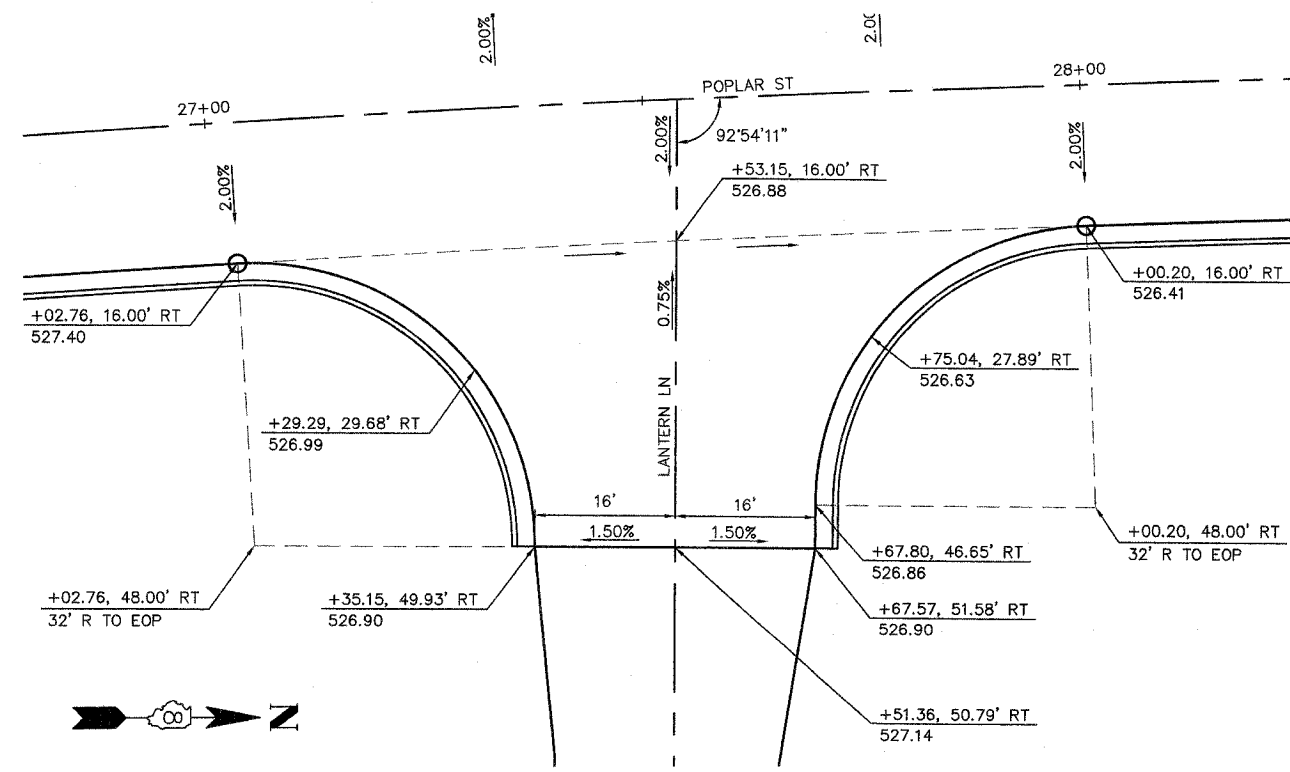 2.00%
2.00
28+00
POPLAR ST
27+00
92°54'11"
2.00%
2.00%
2.00%
+53.15, 16.00' RT
526.88
+00.20, 16.00' RT
526.41
+02.76, 16.00' RT
527.40
0.75%
+75.04, 27.89' RT
526.63
+29.29, 29.68' RT
526.99
LANTERN LN
16'
16'
1.50%
1.50%
+00.20, 48.00' RT
32' R TO EOP
+67.80, 46.65' RT
526.86
+02.76, 48.00' RT
32' R TO EOP
+35.15, 49.93' RT
526.90
+67.57, 51.58' RT
526.90
N
+51.36, 50.79' RT
527.14